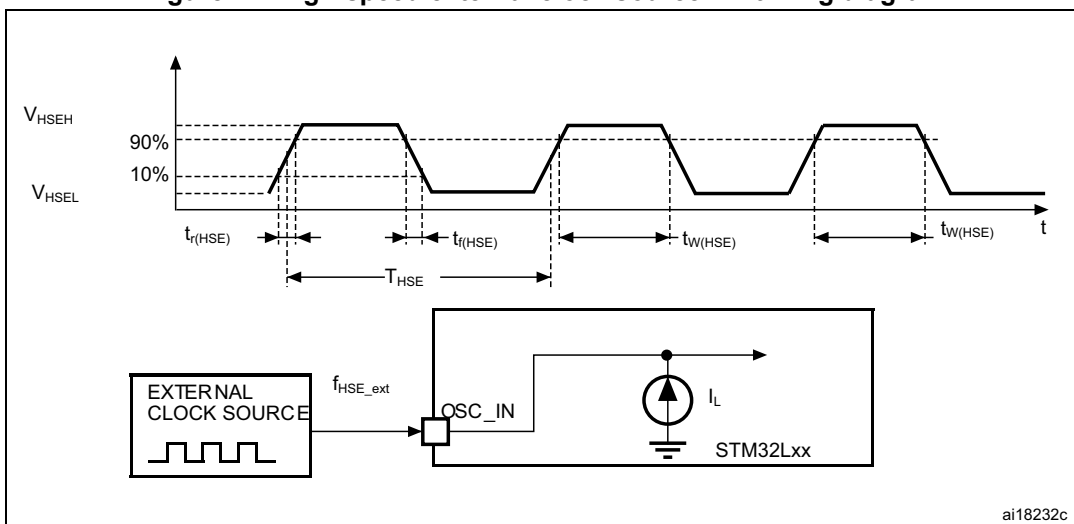 V_HSEH
90%
10%
V_HSEL
t_r(HSE)
t_f(HSE)
t_W(HSE)
t_W(HSE)
t
T_HSE
EXTERNAL
CLOCK SOURCE
f_HSE_ext
OSC_IN
I_L
STM32Lxx
ai18232c